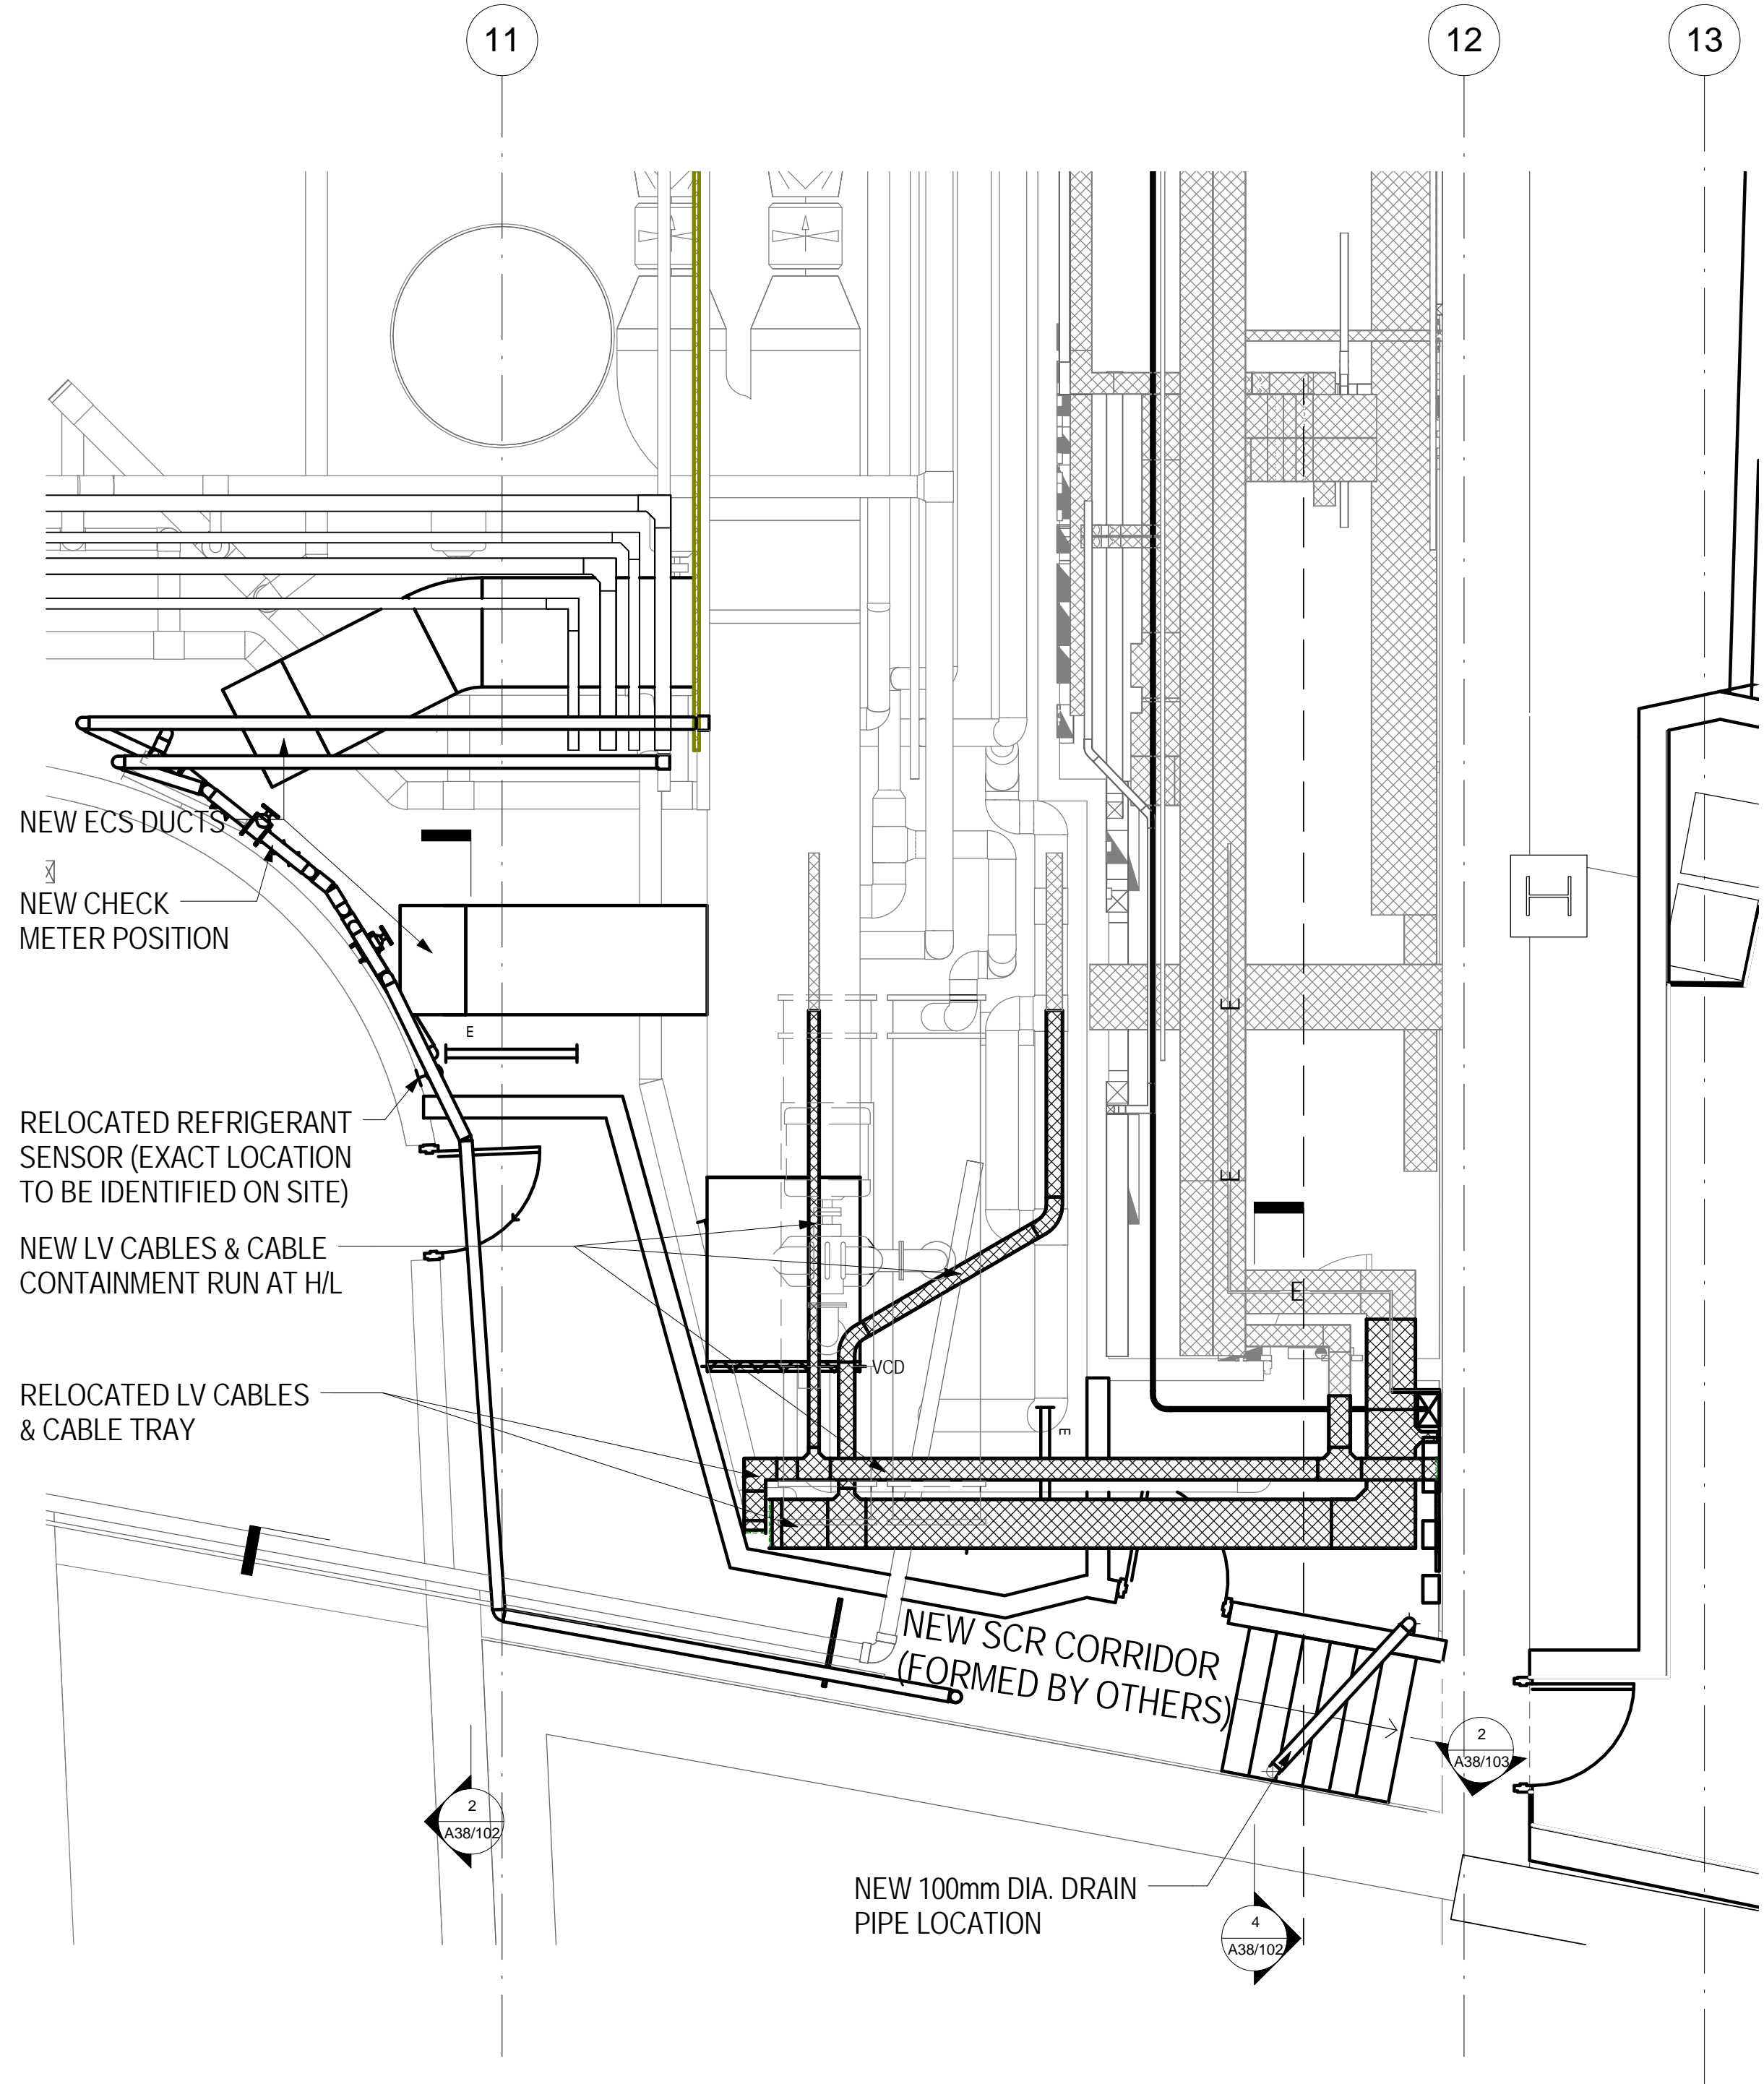 11
12
13
NEW ECS DUCTS
NEW CHECK
METER POSITION
E
E
E
RELOCATED REFRIGERANT
SENSOR (EXACT LOCATION
TO BE IDENTIFIED ON SITE)
NEW LV CABLES & CABLE
CONTAINMENT RUN AT H/L
E
VCD
RELOCATED LV CABLES
& CABLE TRAY
E
NEW SCR CORRIDOR
(FORMED BY OTHERS)
2
A38/103
2
A38/102
NEW 100mm DIA. DRAIN
PIPE LOCATION
4
A38/102